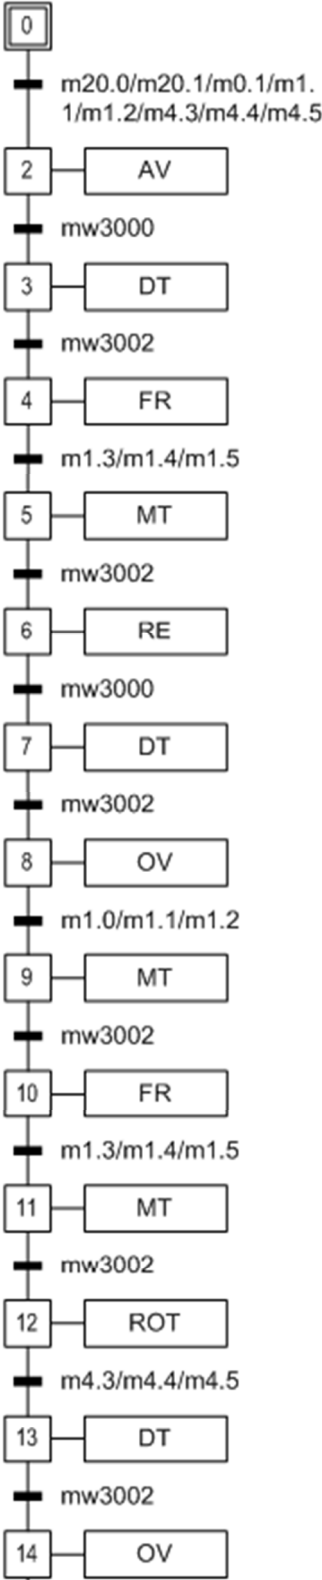 0
m20.0/m20.1/m0.1/m1.
1/m1.2/m4.3/m4.4/m4.5
2 AV
mw3000
3 DT
mw3002
4 FR
m1.3/m1.4/m1.5
5 MT
mw3002
6 RE
mw3000
7 DT
mw3002
8 OV
m1.0/m1.1/m1.2
9 MT
mw3002
10 FR
m1.3/m1.4/m1.5
11 MT
mw3002
12 ROT
m4.3/m4.4/m4.5
13 DT
mw3002
14 OV